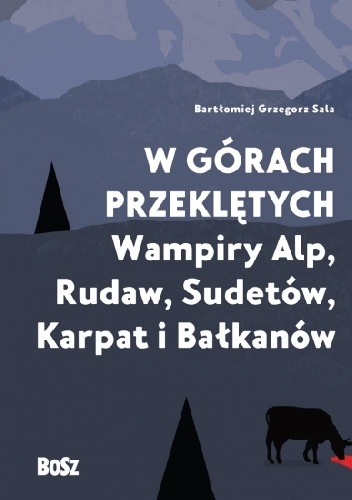 Bartłomiej Grzegorz Sala
W GÓRACH
PRZEKLĘTYCH
Wampiry Alp,
Rudaw, Sudetów,
Karpat i Bałkanów
BOSZ